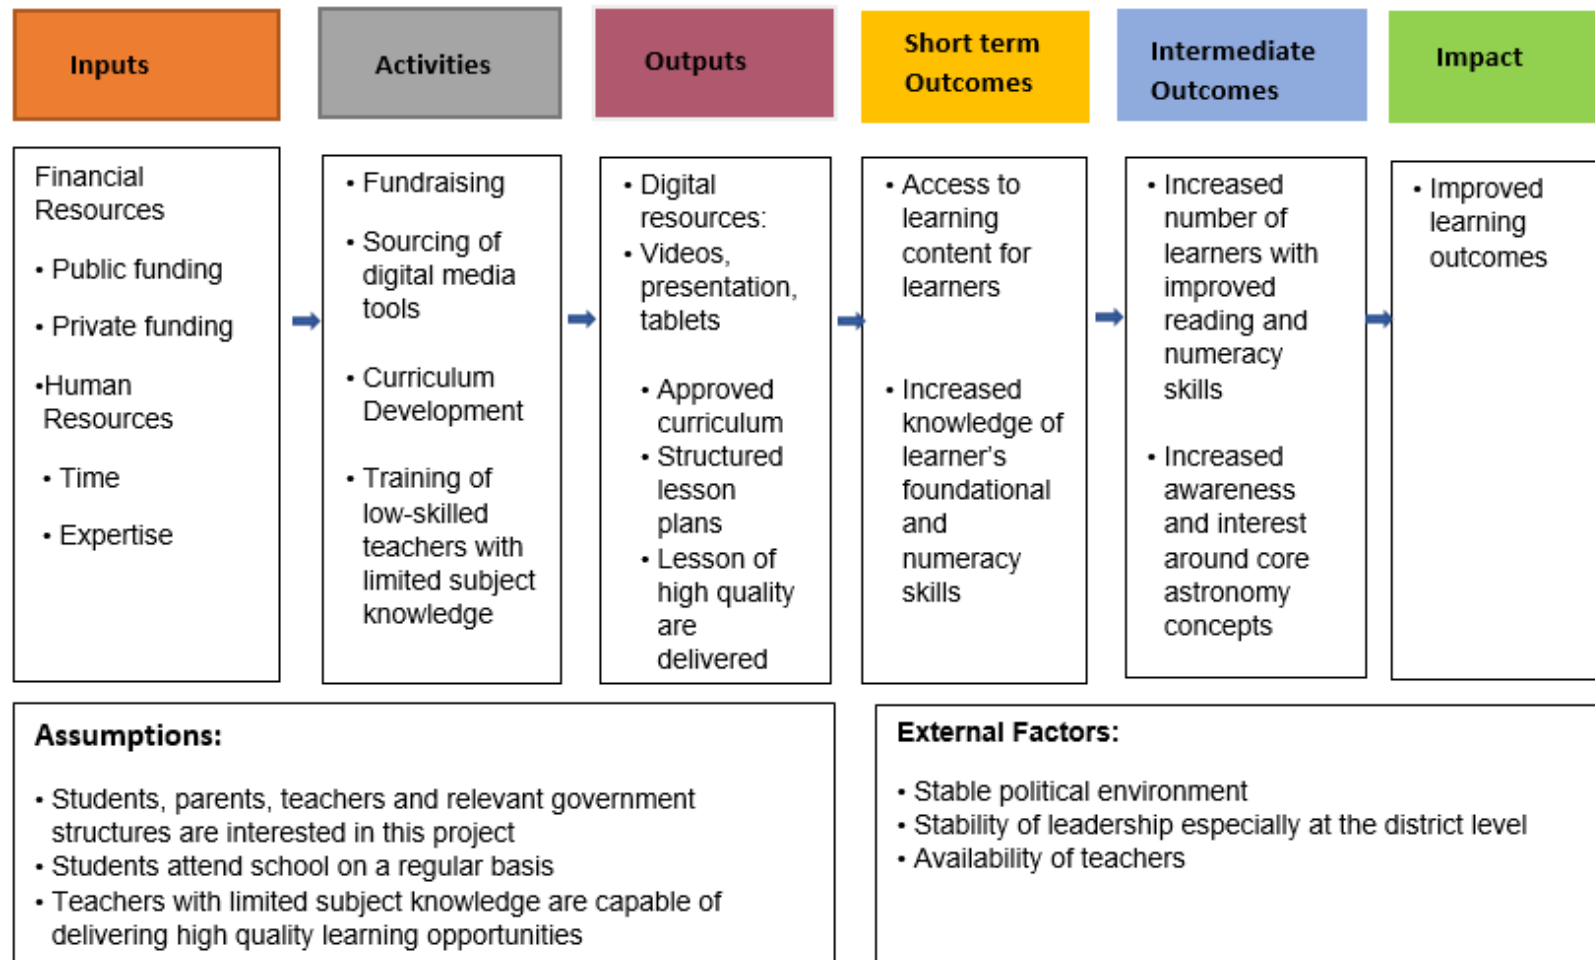 Inputs
Activities
Outputs
Short term
Outcomes
Intermediate
Outcomes
Impact
Financial
Resources
• Public funding
• Private funding
•Human
Resources
• Time
• Expertise
• Fundraising
• Sourcing of
digital media
tools
• Curriculum
Development
• Training of
low-skilled
teachers with
limited subject
knowledge
• Digital
resources:
• Videos,
presentation,
tablets
• Approved
curriculum
• Structured
lesson
plans
• Lesson of
high quality
are
delivered
• Access to
learning
content for
learners
• Increased
knowledge of
learner’s
foundational
and
numeracy
skills
• Increased
number of
learners with
improved
reading and
numeracy
skills
• Increased
awareness
and interest
around core
astronomy
concepts
• Improved
learning
outcomes
Assumptions:
• Students, parents, teachers and relevant government
structures are interested in this project
• Students attend school on a regular basis
• Teachers with limited subject knowledge are capable of
delivering high quality learning opportunities
External Factors:
• Stable political environment
• Stability of leadership especially at the district level
• Availability of teachers